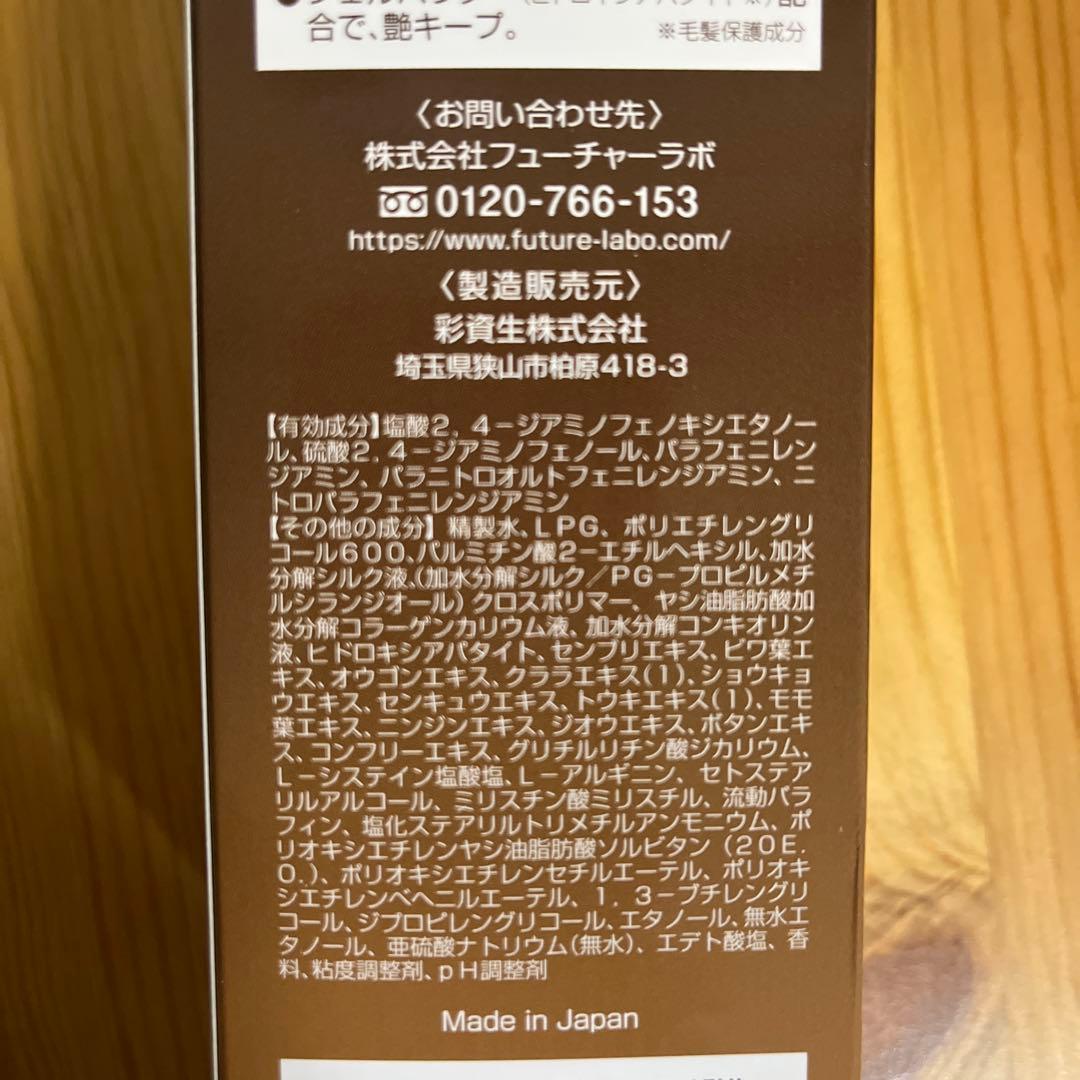 合で、艶キープ。 ※毛髪保護成分
〈お問い合わせ先〉
株式会社フューチャーラボ
0120-766-153
https://www.future-labo.com/
〈製造販売元〉
彩資生株式会社
埼玉県狭山市柏原418-3
【有効成分】塩酸2, 4-ジアミノフェノキシエタノー
ル、硫酸2, 4-ジアミノフェノール、パラフェニレン
ジアミン、パラニトロオルトフェニレンジアミン、ニ
トロパラフェニレンジアミン
【その他の成分】精製水、LPG、ポリエチレングリ
コール600、パルミチン酸2-エチルヘキシル、加水
分解シルク液、(加水分解シルク/PG-プロピルメチ
ルシランジオール)クロスポリマー、ヤシ油脂肪酸加
水分解コラーゲンカリウム液、加水分解コンキオリン
液、ヒドロキシアパタイト、センブリエキス、ビワ葉エ
キス、オウゴンエキス、クララエキス(1)、ショウキョ
ウエキス、センキュウエキス、トウキエキス(1)、モモ
葉エキス、ニンジンエキス、ジオウエキス、ボタンエキ
ス、コンフリーエキス、グリチルリチン酸ジカリウム、
L-システイン塩酸塩、L-アルギニン、セトステア
リルアルコール、ミリスチン酸ミリスチル、流動パラ
フィン、塩化ステアリルトリメチルアンモニウム、ポ
リオキシエチレンヤシ油脂肪酸ソルビタン(20E.
O.)、ポリオキシエチレンセチルエーテル、ポリオキ
シエチレンベヘニルエーテル、1, 3-ブチレングリ
コール、ジプロピレングリコール、エタノール、無水エ
タノール、亜硫酸ナトリウム(無水)、エデト酸塩、香
料、粘度調整剤、pH調整剤
Made in Japan